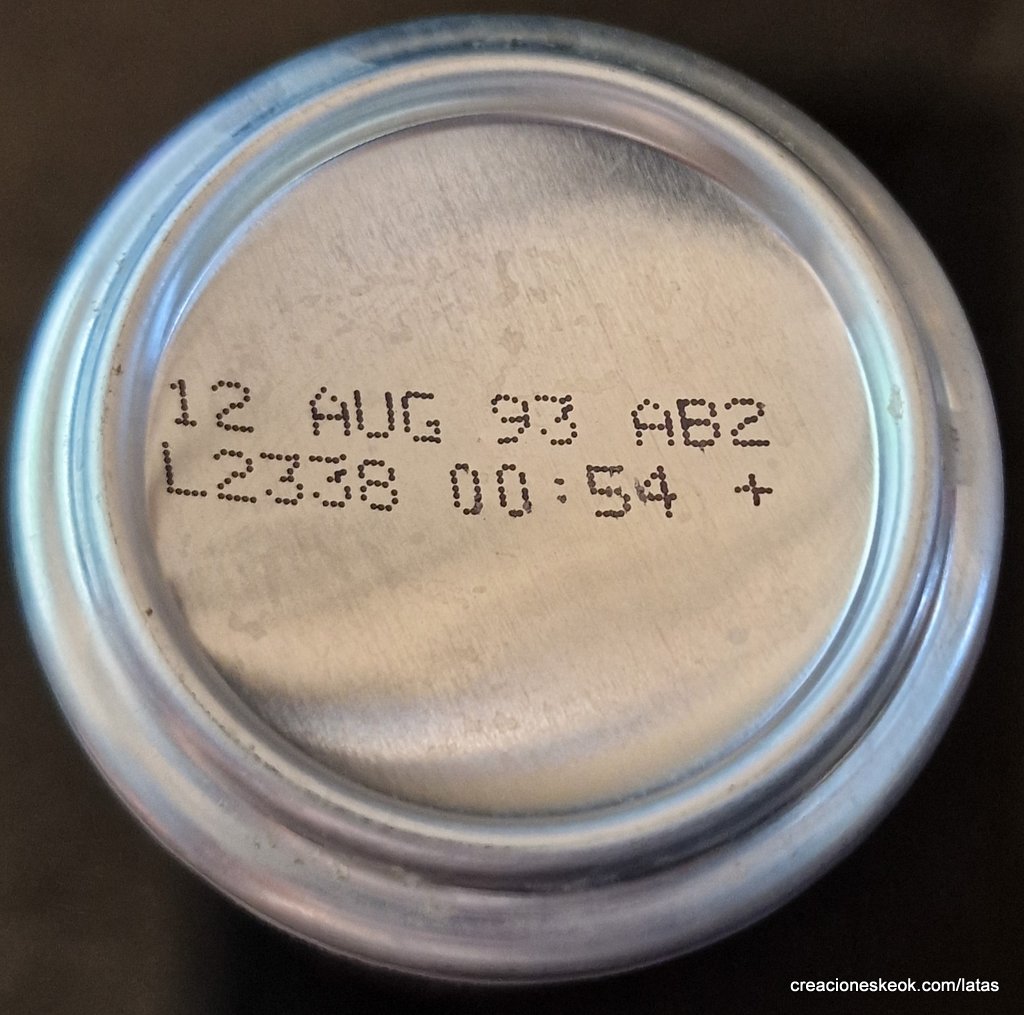 12 AUG 93 AB2
L2338 00:54 +
creacioneskeok.com/latas